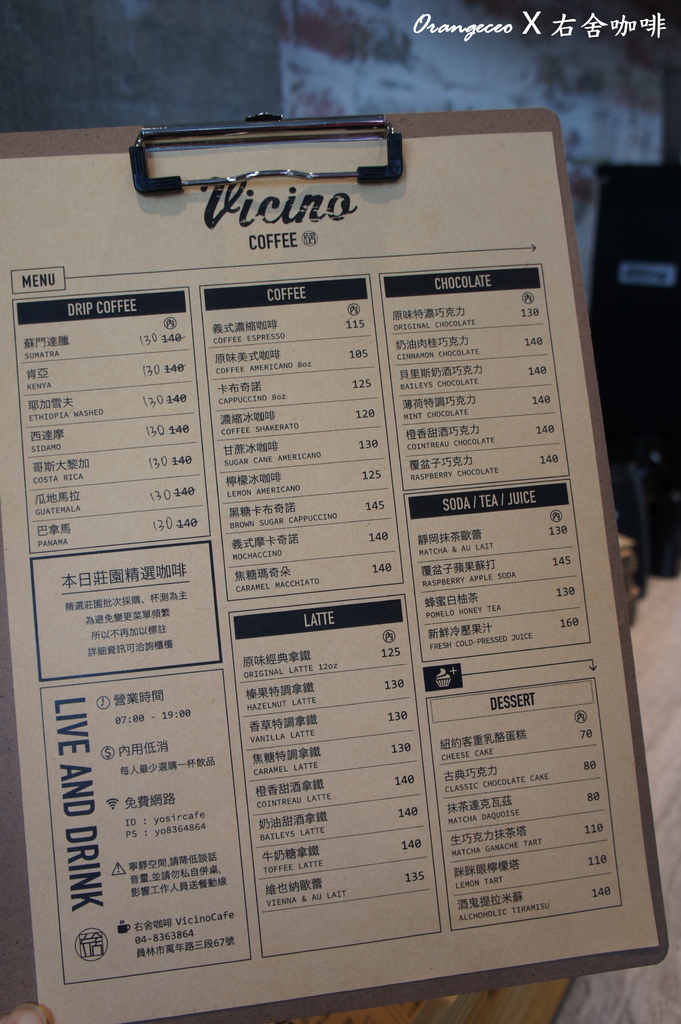 Orangeceo X 右舍咖啡
Vicino
COFFEE
MENU
DRIP COFFEE
內
蘇門達臘 130 140
SUMATRA
肯亞 130 140
KENYA
耶加雪夫 130 140
ETHIOPIA WASHED
西達摩 130 140
SIDAMO
哥斯大黎加 130 140
COSTA RICA
瓜地馬拉 130 140
GUATEMALA
巴拿馬 130 140
PANAMA
本日莊園精選咖啡
精選莊園批次採購、杯測為主
為避免變更菜單頻繁
所以不再加以標註
詳細資訊可洽詢櫃檯
LIVE AND DRINK
營業時間
07:00 - 19:00
內用低消
每人最少選購一杯飲品
免費網路
ID : yosircafe
PS : yo8364864
寧靜空間,請降低談話
音量,並請勿私自併桌,
影響工作人員送餐動線
右舍咖啡 VicinoCafe
04-8363864
員林市萬年路三段67號
COFFEE
內
義式濃縮咖啡 115
COFFEE ESPRESSO
原味美式咖啡 105
COFFEE AMERICANO 8oz
卡布奇諾 125
CAPPUCCINO 8oz
濃縮冰咖啡 120
COFFEE SHAKERATO
甘蔗冰咖啡 130
SUGAR CANE AMERICANO
檸檬冰咖啡 125
LEMON AMERICANO
黑糖卡布奇諾 145
BROWN SUGAR CAPPUCCINO
義式摩卡奇諾 140
MOCHACCINO
焦糖瑪奇朵 140
CARAMEL MACCHIATO
LATTE
內
原味經典拿鐵 125
ORIGINAL LATTE 12oz
榛果特調拿鐵 130
HAZELNUT LATTE
香草特調拿鐵 130
VANILLA LATTE
焦糖特調拿鐵 130
CARAMEL LATTE
橙香甜酒拿鐵 140
COINTREAU LATTE
奶油甜酒拿鐵 140
BAILEYS LATTE
牛奶糖拿鐵 140
TOFFEE LATTE
維也納歐蕾 135
VIENNA & AU LAIT
CHOCOLATE
內
原味特濃巧克力 130
ORIGINAL CHOCOLATE
奶油肉桂巧克力 140
CINNAMON CHOCOLATE
貝里斯奶酒巧克力 140
BAILEYS CHOCOLATE
薄荷特調巧克力 140
MINT CHOCOLATE
橙香甜酒巧克力 140
COINTREAU CHOCOLATE
覆盆子巧克力 140
RASPBERRY CHOCOLATE
SODA / TEA / JUICE
內
靜岡抹茶歐蕾 130
MATCHA & AU LAIT
覆盆子蘋果蘇打 145
RASPBERRY APPLE SODA
蜂蜜白柚茶 130
POMELO HONEY TEA
新鮮冷壓果汁 160
FRESH COLD-PRESSED JUICE
DESSERT
內
紐約客重乳酪蛋糕 70
CHEESE CAKE
古典巧克力 80
CLASSIC CHOCOLATE CAKE
抹茶達克瓦茲 80
MATCHA DAQUOISE
生巧克力抹茶塔 110
MATCHA GANACHE TART
咪咪眼檸檬塔 110
LEMON TART
酒鬼提拉米蘇 140
ALCHOHOLIC TIRAMISU